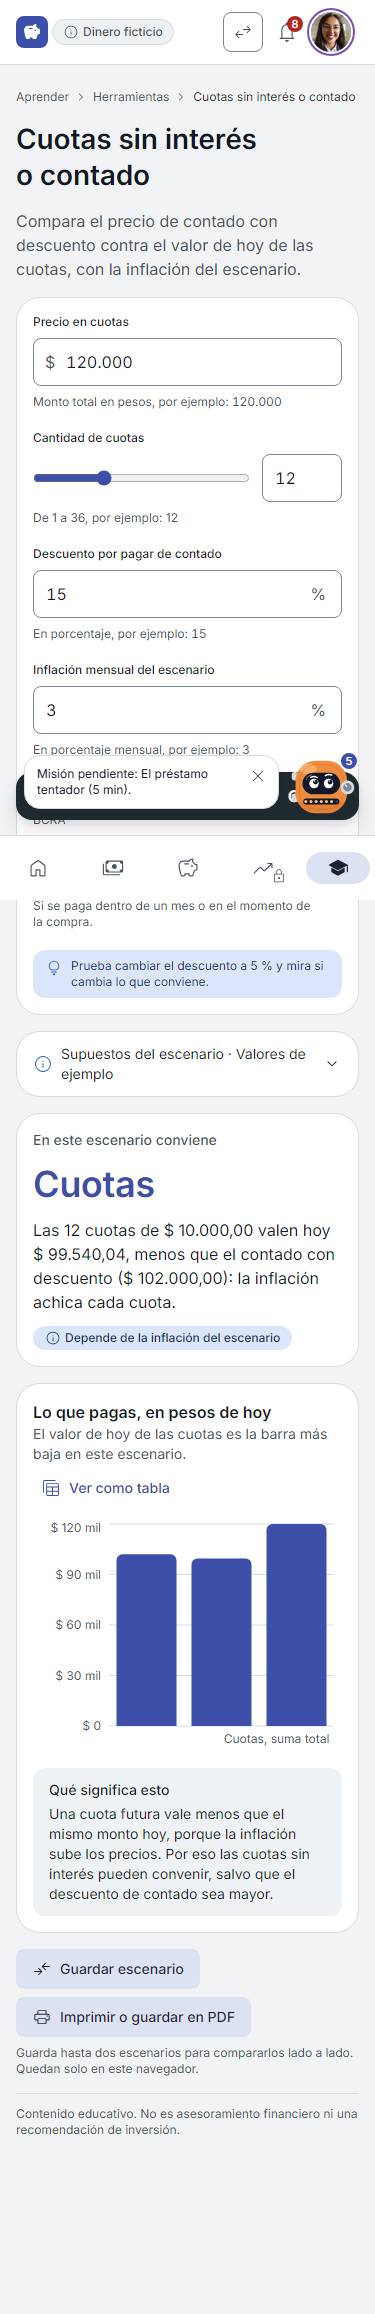 Dinero ficticio
8
Aprender
Herramientas
Cuotas sin interés o contado
Cuotas sin interés
o contado
Compara el precio de contado con
descuento contra el valor de hoy de las
cuotas, con la inflación del escenario.
Precio en cuotas
$ 120.000
Monto total en pesos, por ejemplo: 120.000
Cantidad de cuotas
12
De 1 a 36, por ejemplo: 12
Descuento por pagar de contado
15 %
En porcentaje, por ejemplo: 15
Inflación mensual del escenario
3 %
En porcentaje mensual, por ejemplo: 3
Misión pendiente: El préstamo
tentador (5 min).
5
BCRA
Si se paga dentro de un mes o en el momento de
la compra.
Prueba cambiar el descuento a 5 % y mira si
cambia lo que conviene.
Supuestos del escenario · Valores de
ejemplo
En este escenario conviene
Cuotas
Las 12 cuotas de $ 10.000,00 valen hoy
$ 99.540,04, menos que el contado con
descuento ($ 102.000,00): la inflación
achica cada cuota.
Depende de la inflación del escenario
Lo que pagas, en pesos de hoy
El valor de hoy de las cuotas es la barra más
baja en este escenario.
Ver como tabla
$ 120 mil
$ 90 mil
$ 60 mil
$ 30 mil
$ 0
Cuotas, suma total
Qué significa esto
Una cuota futura vale menos que el
mismo monto hoy, porque la inflación
sube los precios. Por eso las cuotas sin
interés pueden convenir, salvo que el
descuento de contado sea mayor.
Guardar escenario
Imprimir o guardar en PDF
Guarda hasta dos escenarios para compararlos lado a lado.
Quedan solo en este navegador.
Contenido educativo. No es asesoramiento financiero ni una
recomendación de inversión.